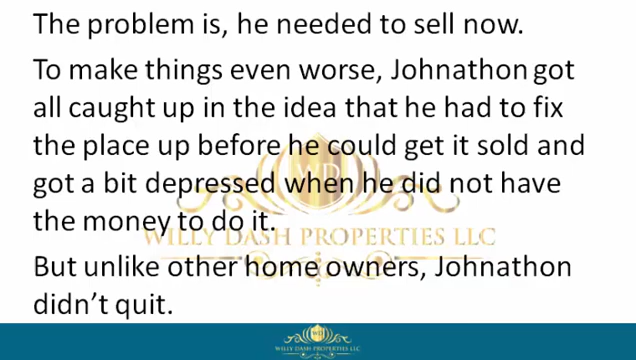 The problem is, he needed to sell now.
To make things even worse, Johnathon got
all caught up in the idea that he had to fix
the place up before he could get it sold and
got a bit depressed when he did not have
the money to do it.
WILLY DASH PROPERTIES LLC
But unlike other home owners, Johnathon
didn’t quit.
WILLY DASH PROPERTIES LLC